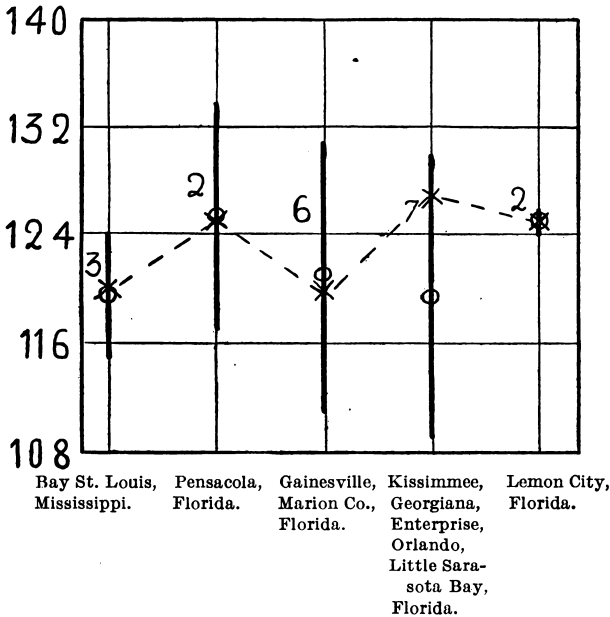 140
132
2
2
6
7
124
3
116
108
Bay St. Louis,
Mississippi.
Pensacola,
Florida.
Gainesville,
Marion Co.,
Florida.
Kissimmee,
Georgiana,
Enterprise,
Orlando,
Little Sara-
sota Bay,
Florida.
Lemon City,
Florida.